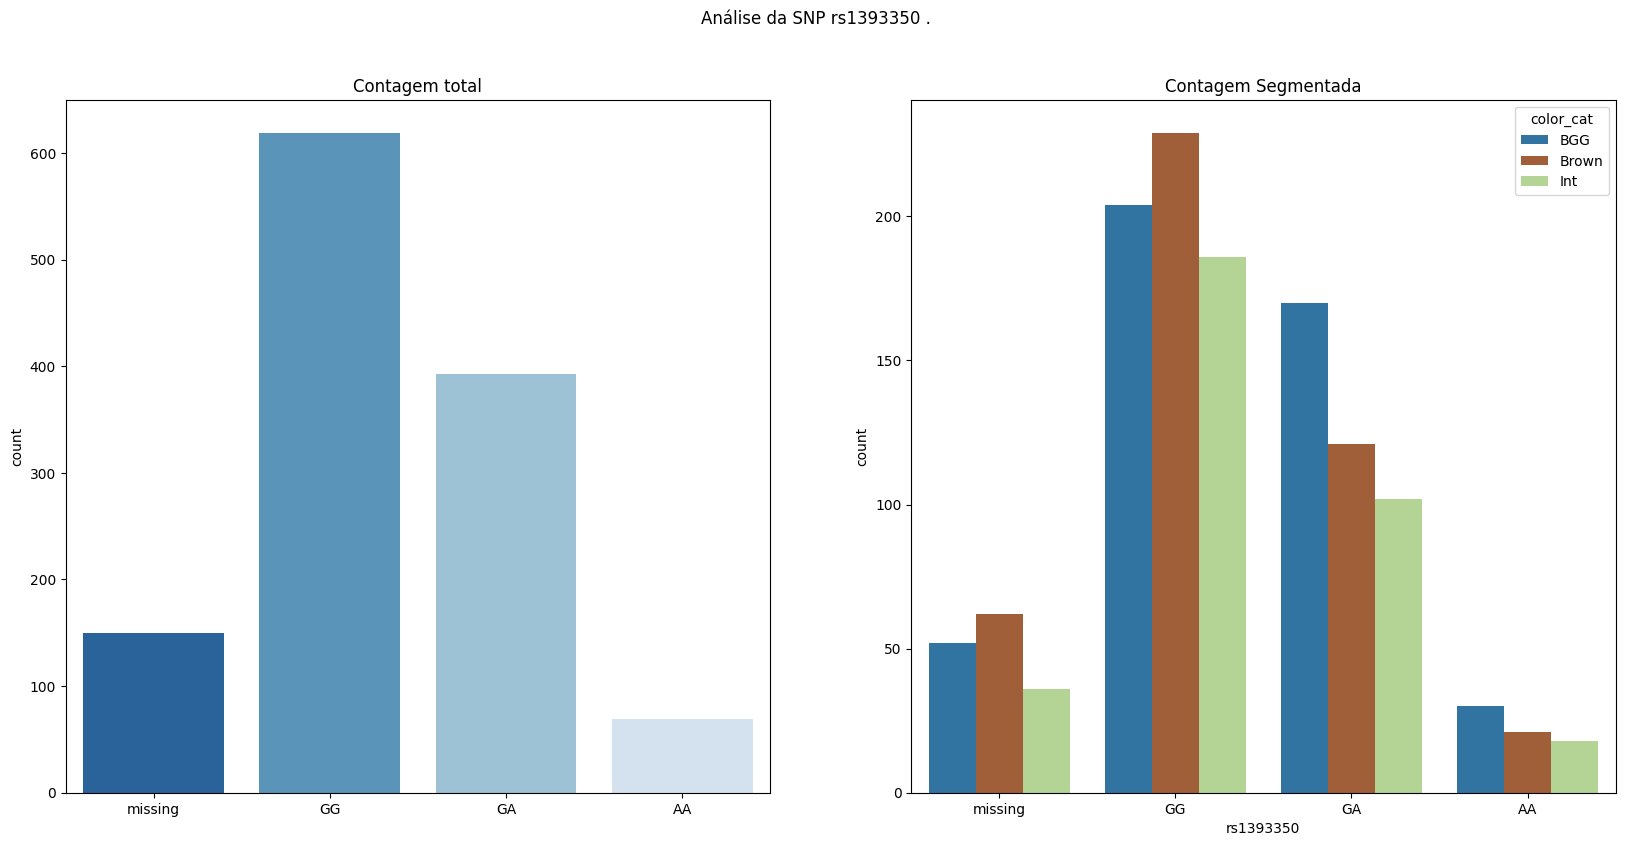 Análise da SNP rs1393350 .
Contagem total
count
600
500
400
300
200
100
0
missing GG GA AA
Contagem Segmentada
color_cat
BGG
Brown
Int
count
200
150
100
50
0
missing GG GA AA
rs1393350